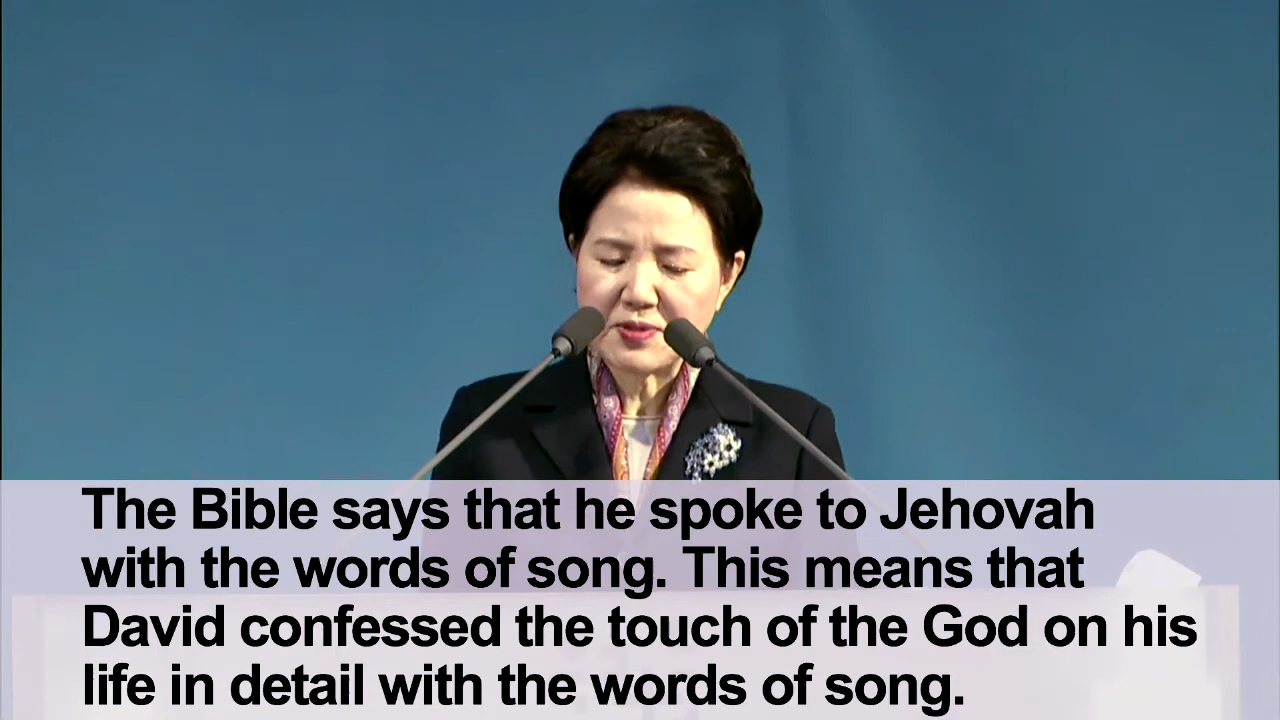 The Bible says that he spoke to Jehovah
with the words of song. This means that
David confessed the touch of the God on his
life in detail with the words of song.